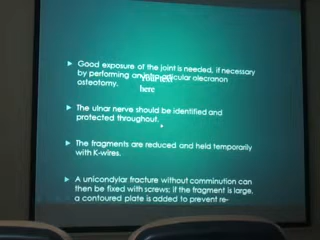 Good exposure of the joint is needed, if necessary
by performing an intra articular olecranon
osteotomy.
here
The ulnar nerve should be identified and
protected throughout.
The fragments are reduced and held temporarily
with K-wires.
A unicondylar fracture without comminution can
then be fixed with screws; if the fragment is large,
a contoured plate is added to prevent re-